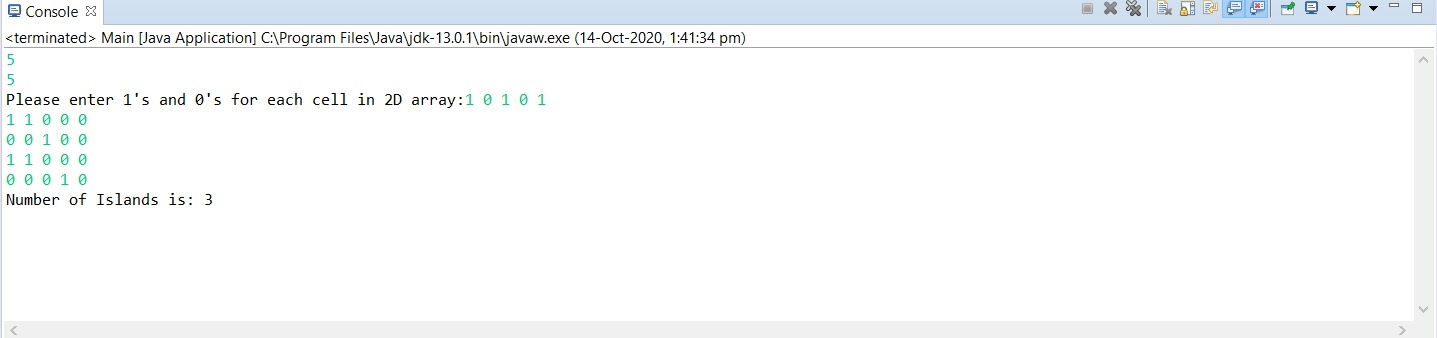 Console
<terminated> Main [Java Application] C:\Program Files\Java\jdk-13.0.1\bin\javaw.exe (14-Oct-2020, 1:41:34 pm)
5
5
Please enter 1's and 0's for each cell in 2D array:1 0 1 0 1
1 1 0 0 0
0 0 1 0 0
1 1 0 0 0
0 0 0 1 0
Number of Islands is: 3